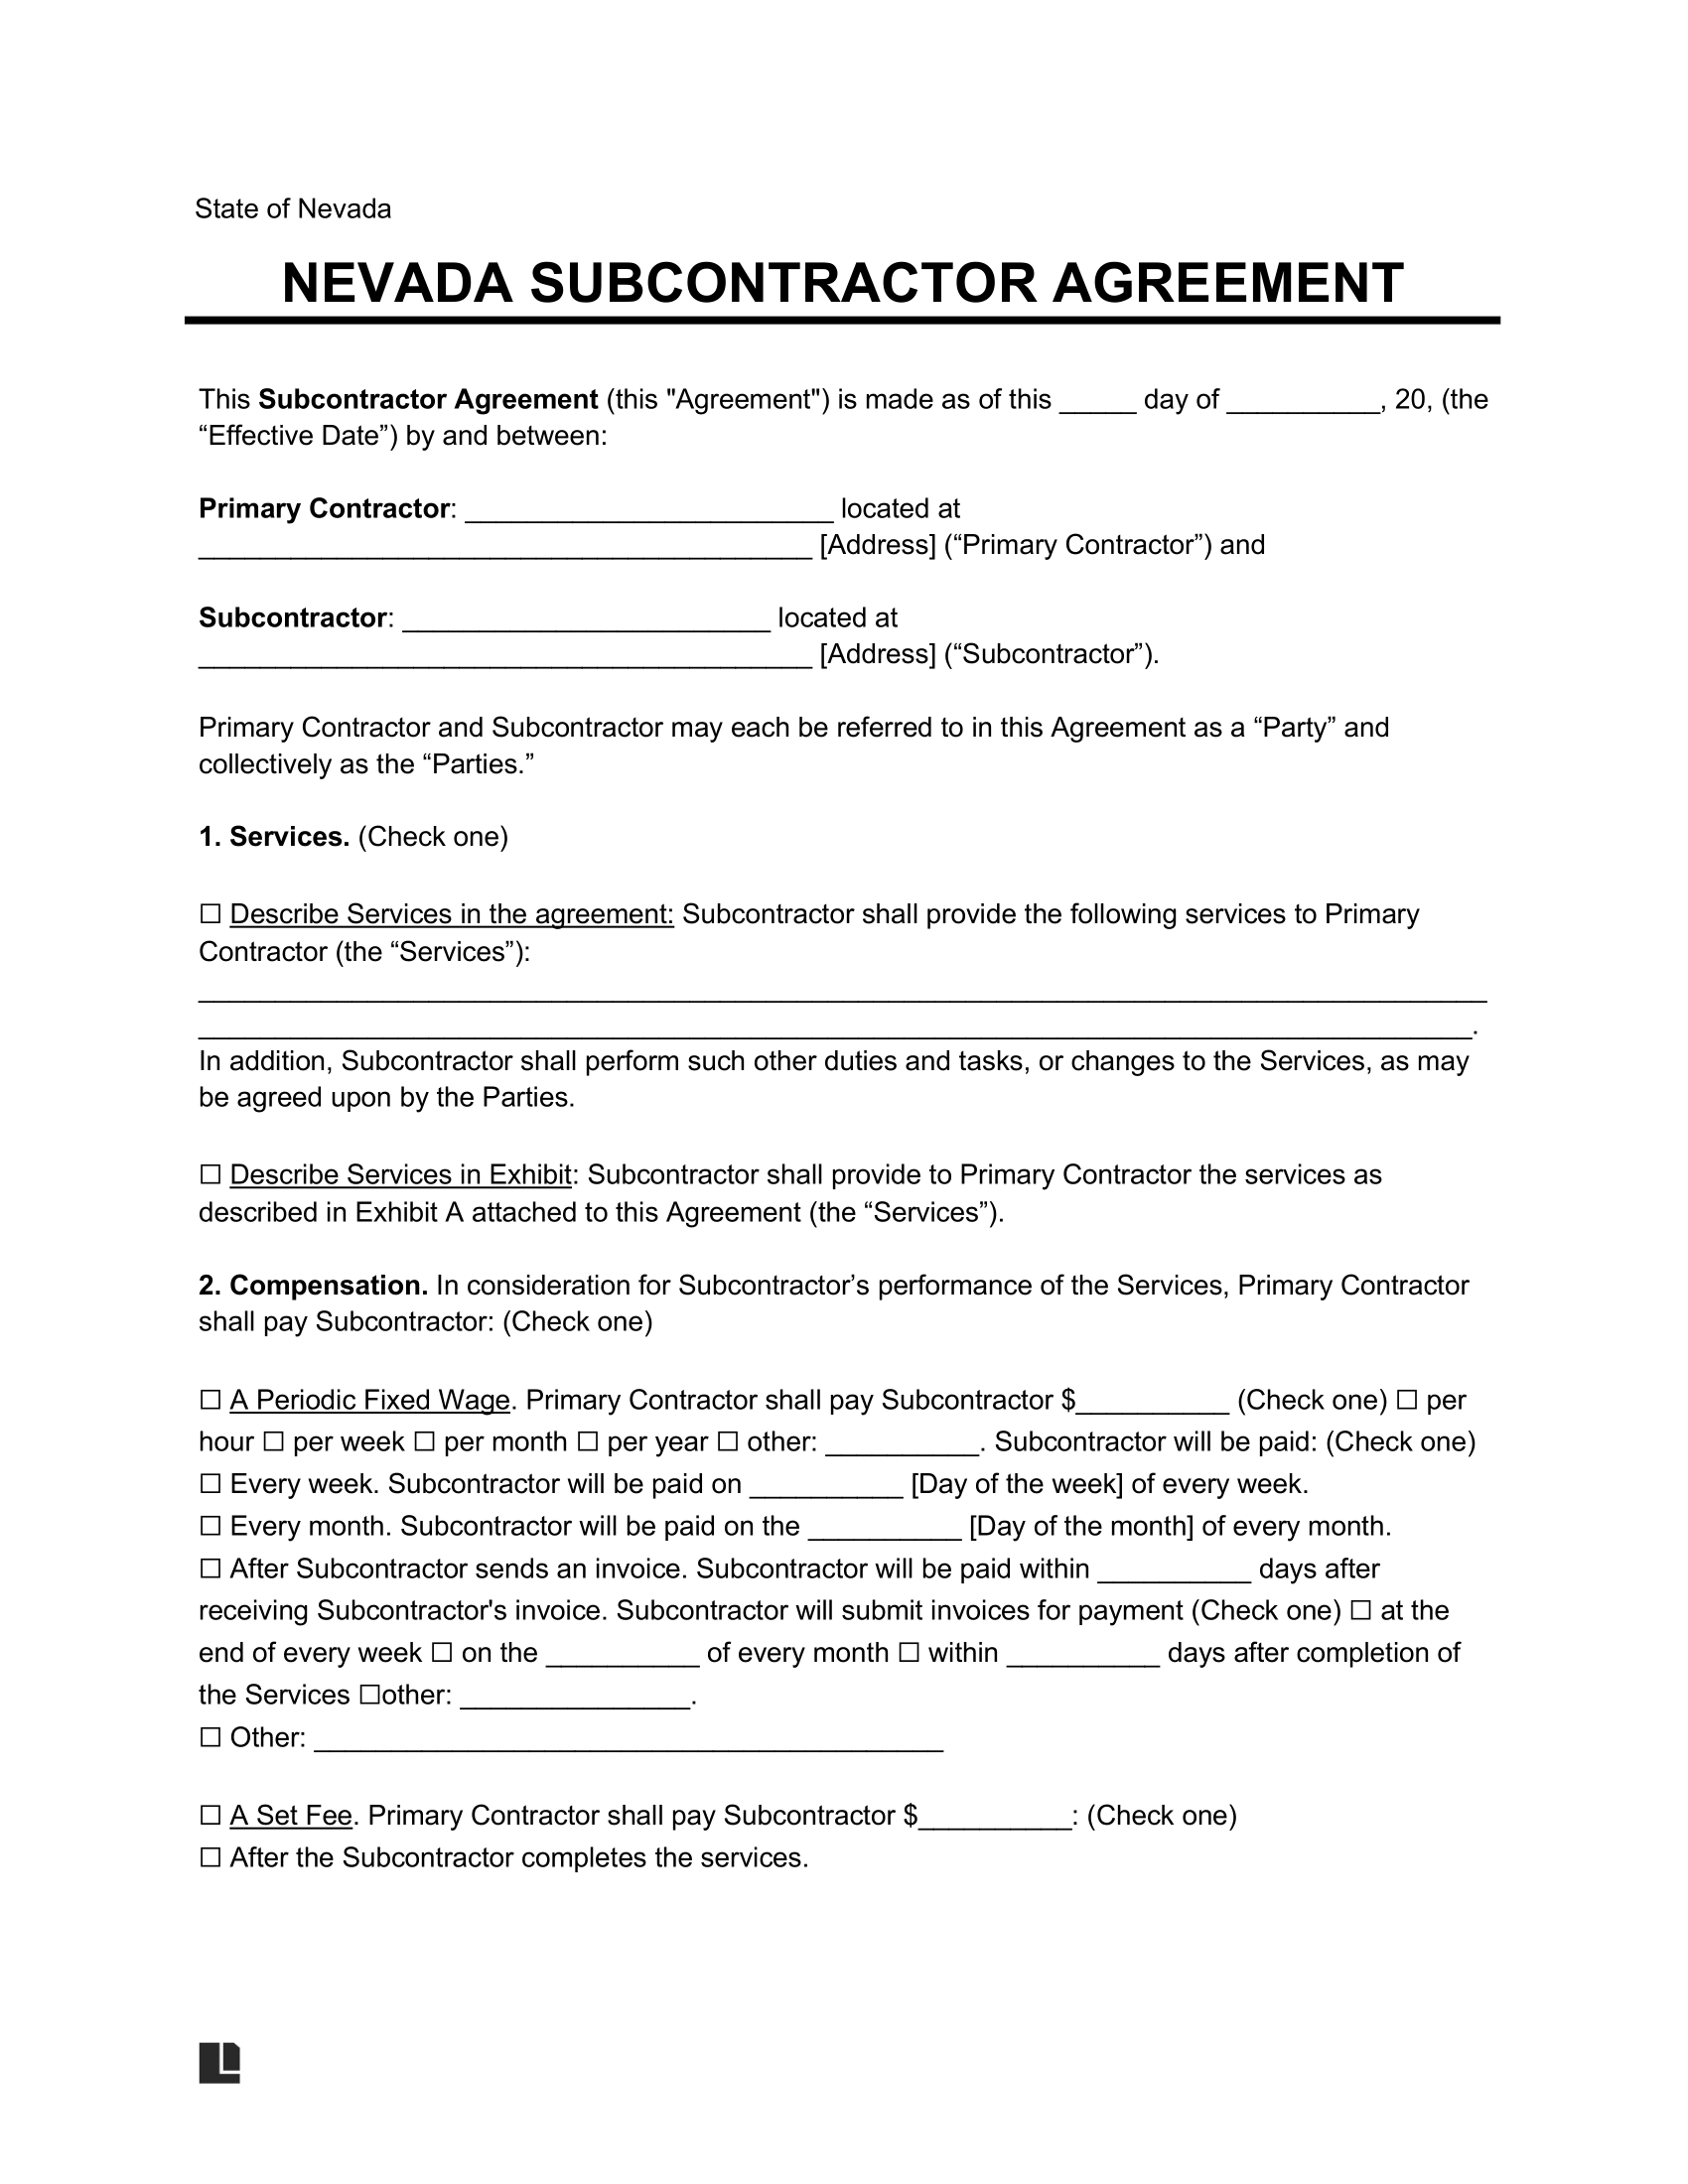 State of Nevada
NEVADA SUBCONTRACTOR AGREEMENT
This Subcontractor Agreement (this "Agreement") is made as of this _____ day of __________, 20, (the
“Effective Date”) by and between:
Primary Contractor: ________________________ located at
________________________________________ [Address] (“Primary Contractor”) and
Subcontractor: ________________________ located at
________________________________________ [Address] (“Subcontractor”).
Primary Contractor and Subcontractor may each be referred to in this Agreement as a “Party” and
collectively as the “Parties.”
1. Services. (Check one)
☐ Describe Services in the agreement: Subcontractor shall provide the following services to Primary
Contractor (the “Services”):
____________________________________________________________________________________
___________________________________________________________________________________.
In addition, Subcontractor shall perform such other duties and tasks, or changes to the Services, as may
be agreed upon by the Parties.
☐ Describe Services in Exhibit: Subcontractor shall provide to Primary Contractor the services as
described in Exhibit A attached to this Agreement (the “Services”).
2. Compensation. In consideration for Subcontractor’s performance of the Services, Primary Contractor
shall pay Subcontractor: (Check one)
☐ A Periodic Fixed Wage. Primary Contractor shall pay Subcontractor $__________ (Check one) ☐ per
hour ☐ per week ☐ per month ☐ per year ☐ other: __________. Subcontractor will be paid: (Check one)
☐ Every week. Subcontractor will be paid on __________ [Day of the week] of every week.
☐ Every month. Subcontractor will be paid on the __________ [Day of the month] of every month.
☐ After Subcontractor sends an invoice. Subcontractor will be paid within __________ days after
receiving Subcontractor's invoice. Subcontractor will submit invoices for payment (Check one) ☐ at the
end of every week ☐ on the __________ of every month ☐ within __________ days after completion of
the Services ☐other: _______________.
☐ Other: _________________________________________
☐ A Set Fee. Primary Contractor shall pay Subcontractor $__________: (Check one)
☐ After the Subcontractor completes the services.